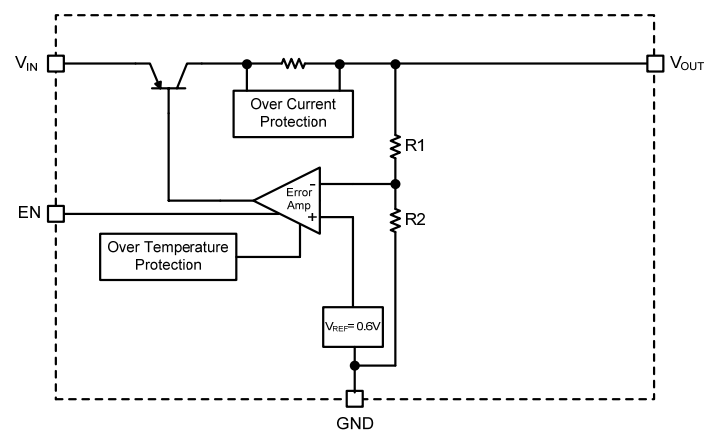 VIN
VOUT
Over Current
Protection
R1
Error
Amp
-
+
EN
R2
Over Temperature
Protection
VREF= 0.6V
GND